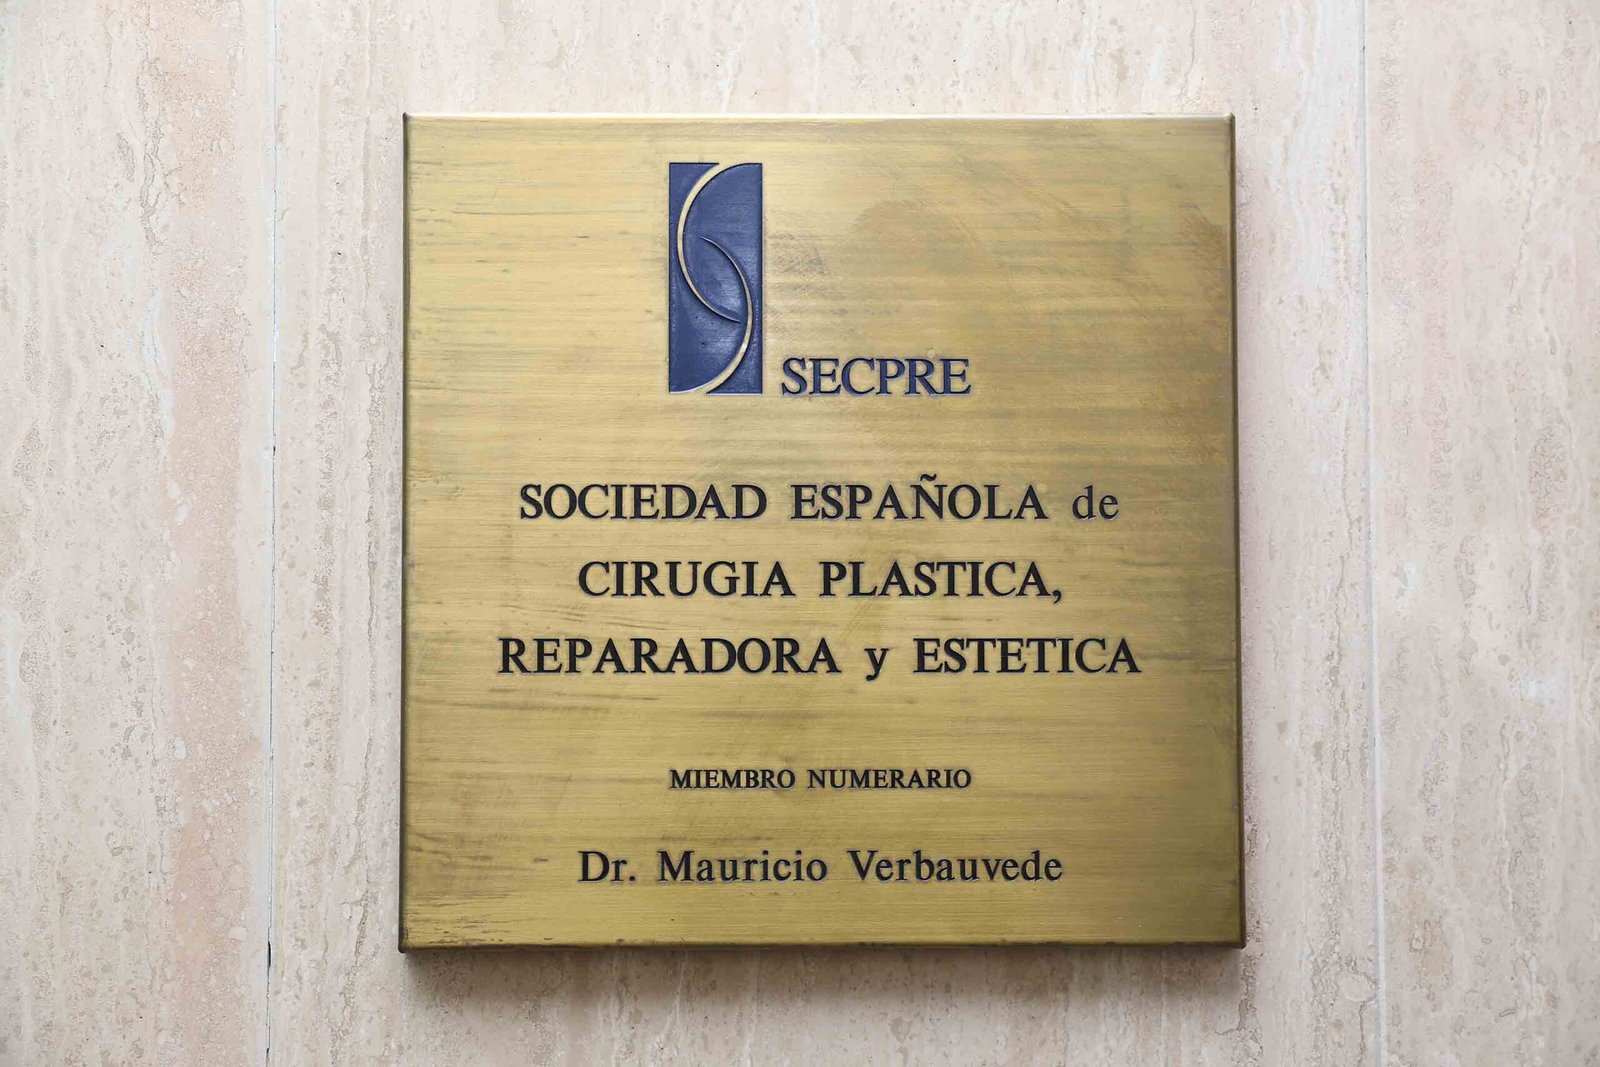 SECPRE
SOCIEDAD ESPAÑOLA de
CIRUGIA PLASTICA,
REPARADORA y ESTETICA
MIEMBRO NUMERARIO
Dr. Mauricio Verbauvede